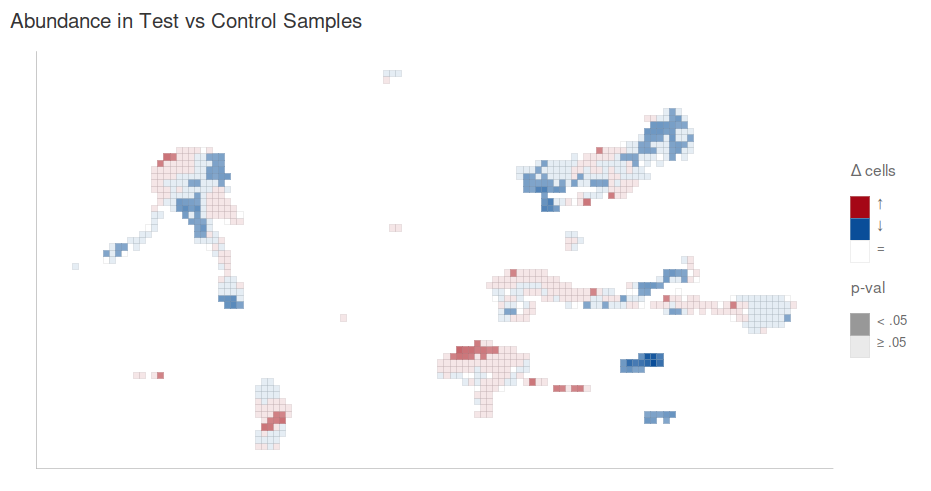 Abundance in Test vs Control Samples
Δ cells
↑
↓
=
p-val
< .05
≥ .05